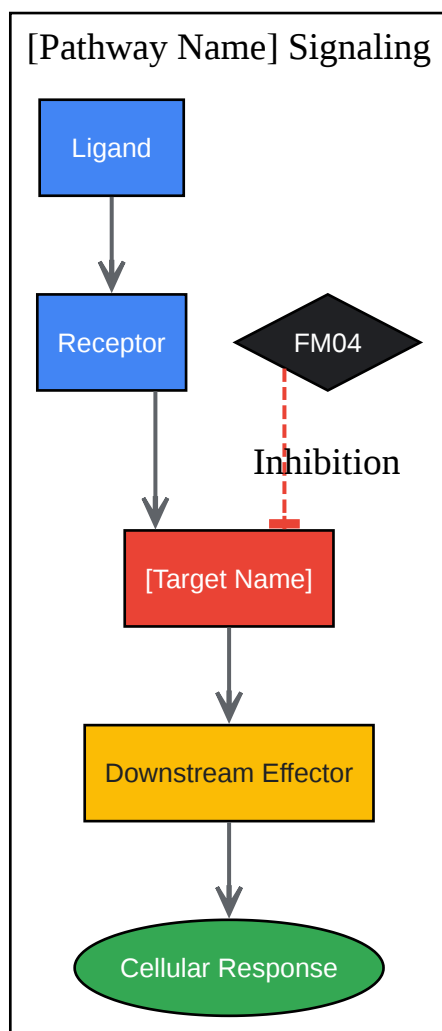 [Pathway Name] Signaling
Ligand
Receptor
FM04
Inhibition
[Target Name]
Downstream Effector
Cellular Response